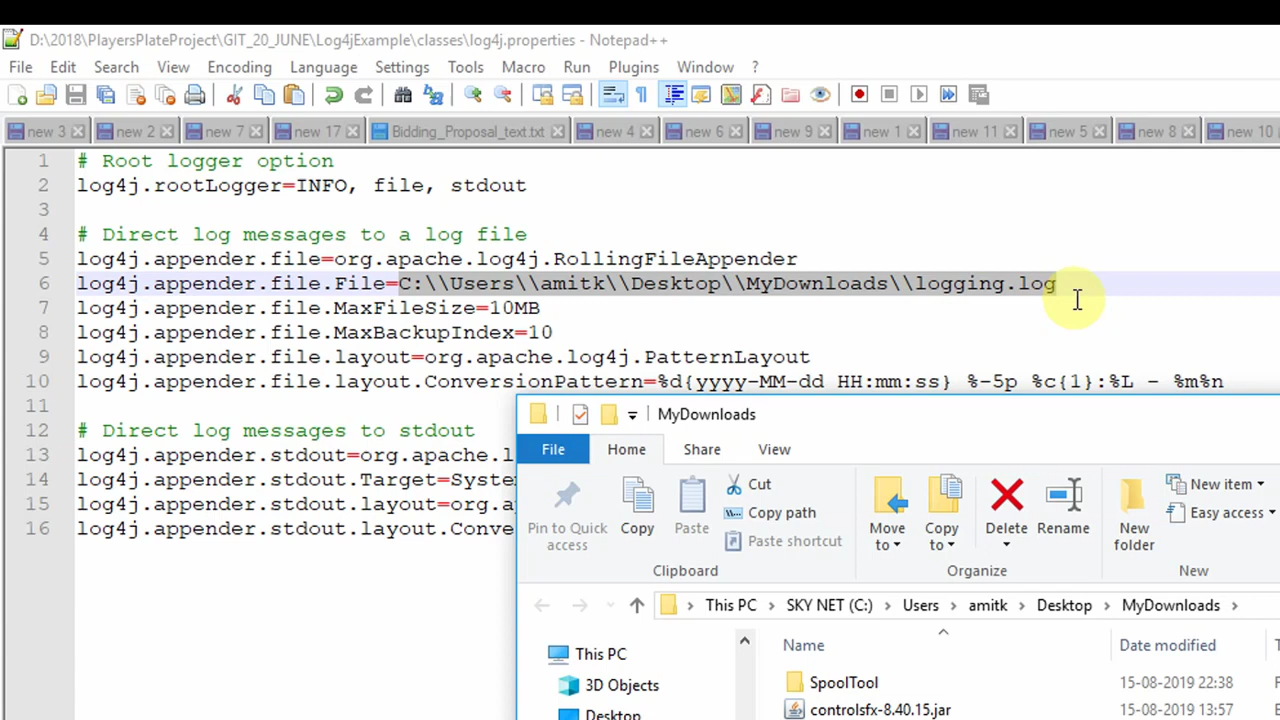 D:\2018\PlayersPlateProject\GIT_20_JUNE\Log4jExample\classes\log4j.properties - Notepad++
File Edit Search View Encoding Language Settings Tools Macro Run Plugins Window ?
new 3 new 2 new 7 new 17 Bidding_Proposal_text.txt new 4 new 6 new 9 new 1 new 11 new 5 new 8 new 10
1 # Root logger option
2 log4j.rootLogger=INFO, file, stdout
3
4 # Direct log messages to a log file
5 log4j.appender.file=org.apache.log4j.RollingFileAppender
6 log4j.appender.file.File=C:\\Users\\amitk\\Desktop\\MyDownloads\\logging.log
7 log4j.appender.file.MaxFileSize=10MB
8 log4j.appender.file.MaxBackupIndex=10
9 log4j.appender.file.layout=org.apache.log4j.PatternLayout
10 log4j.appender.file.layout.ConversionPattern=%d{yyyy-MM-dd HH:mm:ss} %-5p %c{1}:%L - %m%n
11
12 # Direct log messages to stdout
13 log4j.appender.stdout=org.apache.l
14 log4j.appender.stdout.Target=System
15 log4j.appender.stdout.layout=org.a
16 log4j.appender.stdout.layout.Conve
MyDownloads
File Home Share View
Pin to Quick access
Copy
Paste
Cut
Copy path
Paste shortcut
Move to
Copy to
Delete
Rename
New folder
New item
Easy access
Clipboard Organize New
This PC > SKY NET (C:) > Users > amitk > Desktop > MyDownloads >
Name Date modified
This PC
3D Objects
Desktop
SpoolTool 15-08-2019 22:38
controlsfx-8.40.15.jar 15-08-2019 13:57